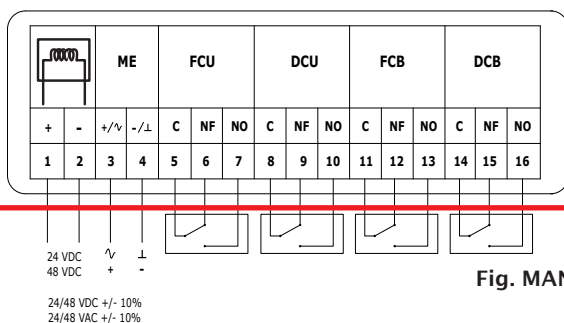 ME FCU DCU FCB DCB
+ - +/∿ -/⊥ C NF NO C NF NO C NF NO C NF NO
1 2 3 4 5 6 7 8 9 10 11 12 13 14 15 16
24 VDC ∿ ⊥
48 VDC + -
Fig. MAN
24/48 VDC +/- 10%
24/48 VAC +/- 10%